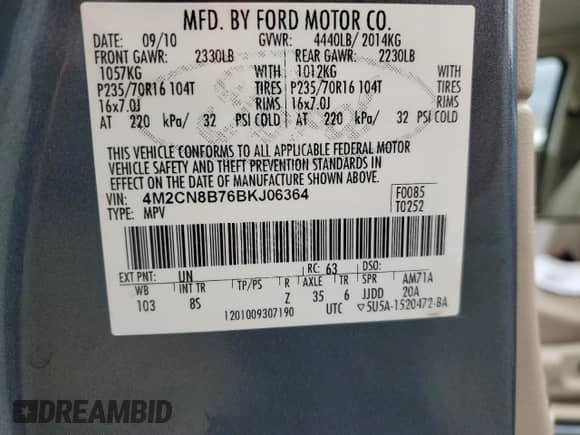 MFD. BY FORD MOTOR CO.
DATE: 09/10 GVWR: 4440LB/ 2014KG
FRONT GAWR: 2330LB REAR GAWR: 2230LB
1057KG WITH 1012KG WITH
P235/70R16 104T TIRES P235/70R16 104T TIRES
16x7.0J RIMS 16x7.0J RIMS
AT 220 kPa/ 32 PSI COLD AT 220 kPa/ 32 PSI COLD
THIS VEHICLE CONFORMS TO ALL APPLICABLE FEDERAL MOTOR
VEHICLE SAFETY AND THEFT PREVENTION STANDARDS IN
EFFECT ON THE DATE OF MANUFACTURE SHOWN ABOVE.
VIN: 4M2CN8B76BKJ06364 F0085
TYPE: MPV T0252
EXT PNT: UN RC: 63 DSO:
WB INT TR TP/PS R AXLE TR SPR AM71A
103 BS Z 35 6 JJDD 20A
1201009307190 UTC ▽5U5A-1520472-BA
DREAMBID